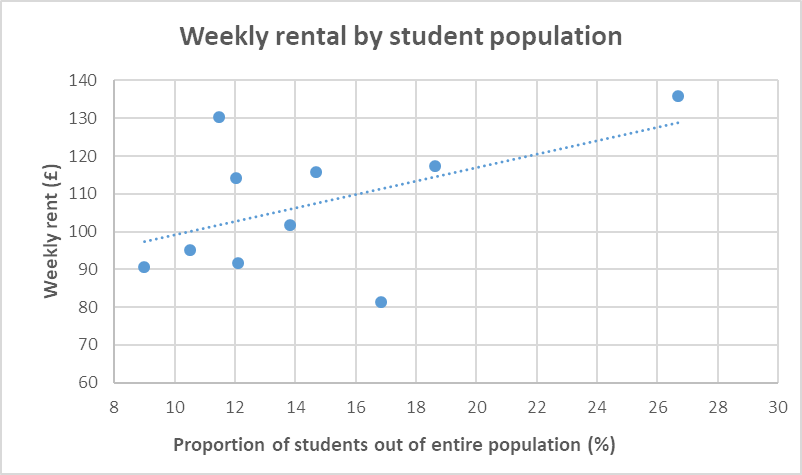 Weekly rental by student population
Weekly rent (£)
140
130
120
110
100
90
80
70
60
8 10 12 14 16 18 20 22 24 26 28 30
Proportion of students out of entire population (%)